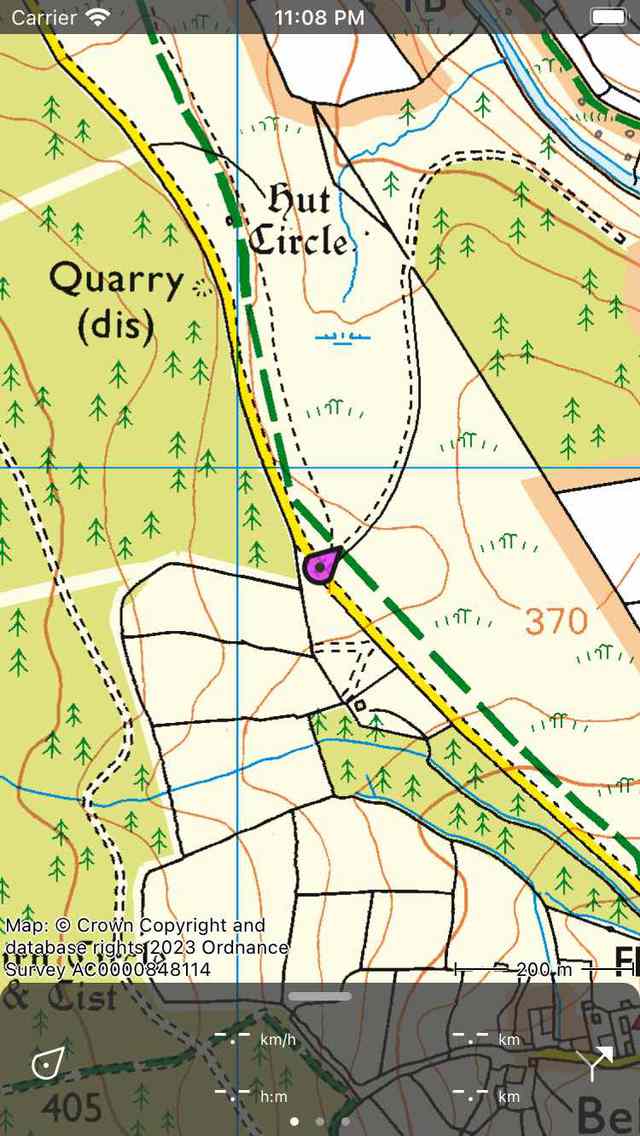 Carrier 11:08 PM
Hut
Circle
Quarry
(dis)
370
Map: © Crown Copyright and
database rights 2023 Ordnance
Survey AC0000848114
200 m
& Cist
-.- km/h
-.- km
-.- h:m
-.- km
405
Be